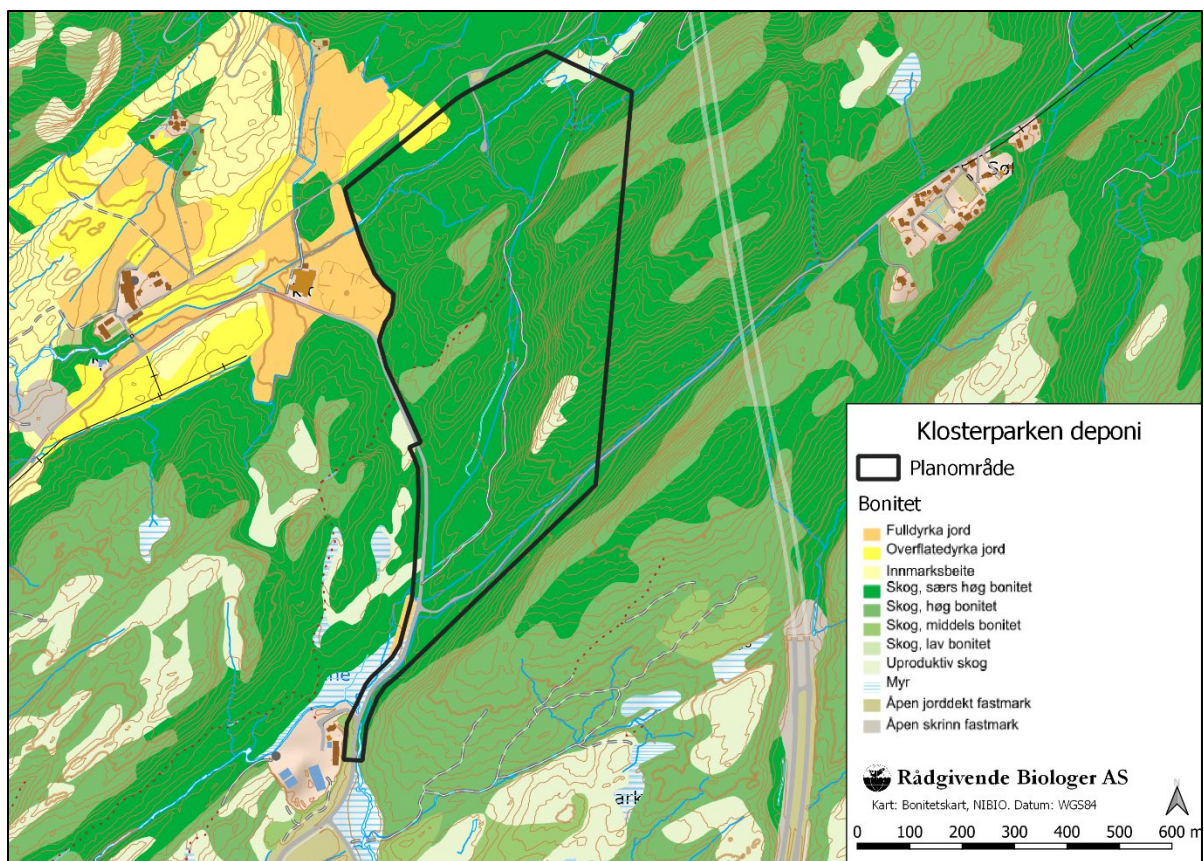 Klosterparken deponi
Planområde
Bonitet
Fulldyrka jord
Overflatedyrka jord
Innmarksbeite
Skog, særs høg bonitet
Skog, høg bonitet
Skog, middels bonitet
Skog, lav bonitet
Uproduktiv skog
Myr
Åpen jorddekt fastmark
Åpen skrinn fastmark
Rådgivende Biologer AS
Kart: Bonitetskart, NIBIO. Datum: WGS84
N
0 100 200 300 400 500 600 m